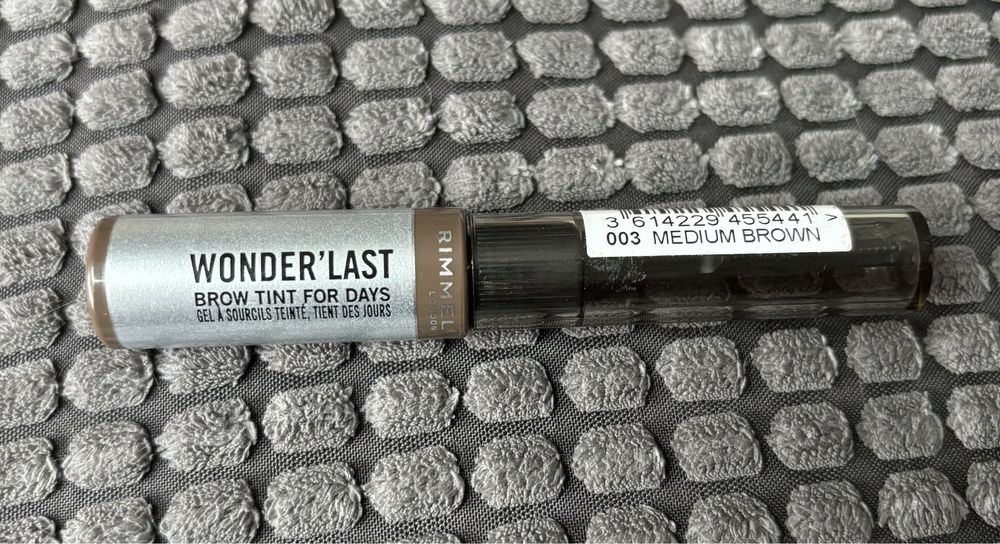 WONDER'LAST
BROW TINT FOR DAYS
GEL À SOURCILS TEINTÉ, TIENT DES JOURS
RIMMEL
LONDON
3 614229 455441 >
003 MEDIUM BROWN